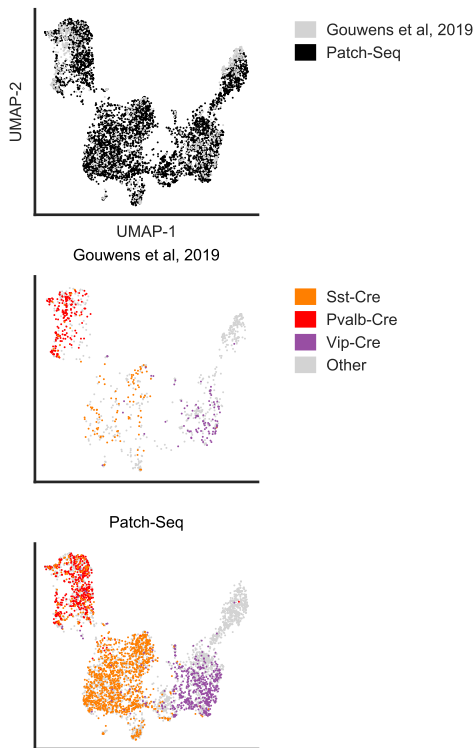 Gouwens et al, 2019
Patch-Seq
UMAP-2
UMAP-1
Gouwens et al, 2019
Sst-Cre
Pvalb-Cre
Vip-Cre
Other
Patch-Seq